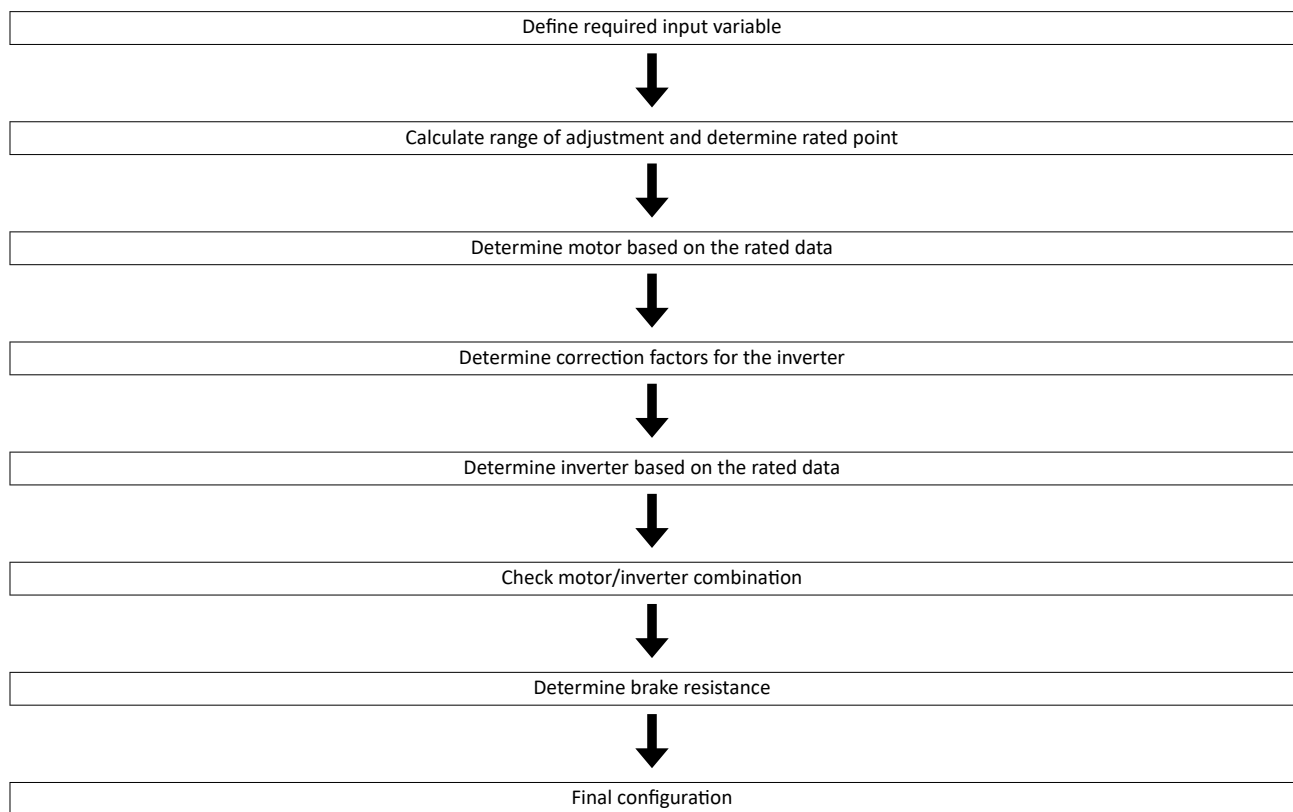 Define required input variable
Calculate range of adjustment and determine rated point
Determine motor based on the rated data
Determine correction factors for the inverter
Determine inverter based on the rated data
Check motor/inverter combination
Determine brake resistance
Final configuration